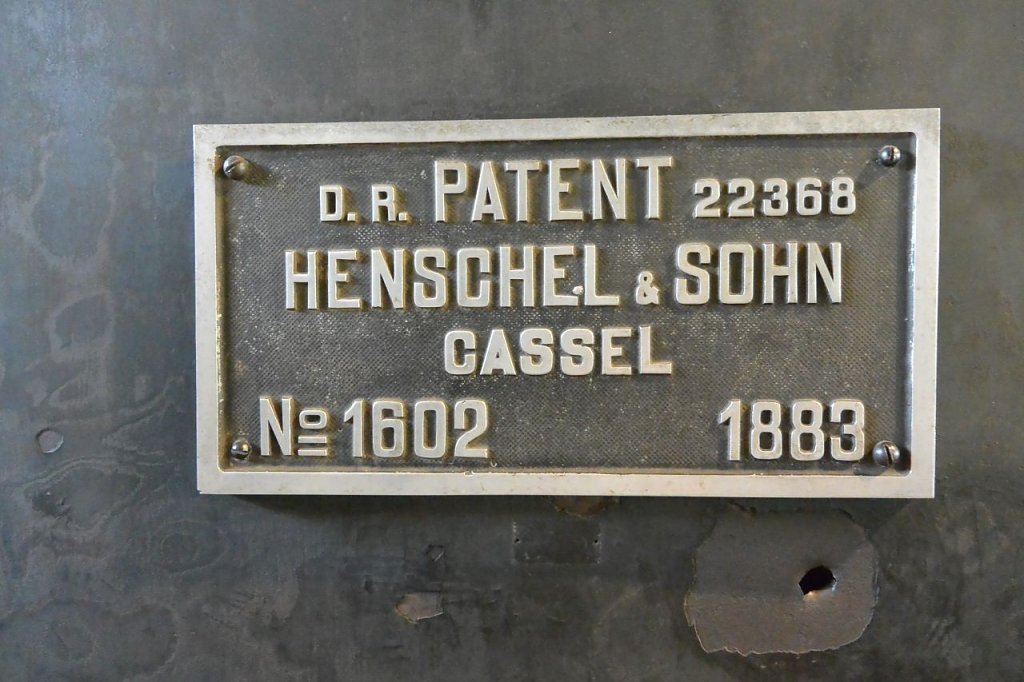 D. R. PATENT 22368
HENSCHEL & SOHN
CASSEL
No 1602 1883